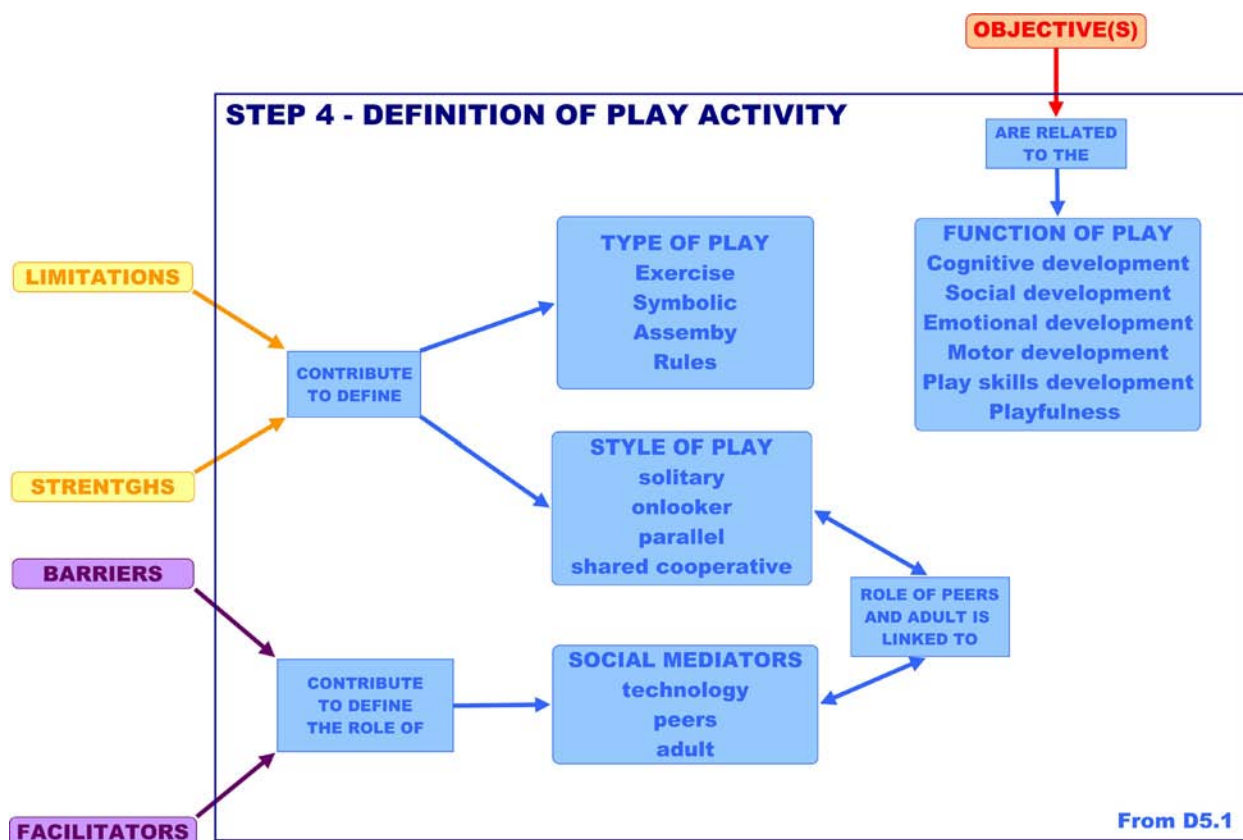 OBJECTIVE(S)
STEP 4 - DEFINITION OF PLAY ACTIVITY
ARE RELATED
TO THE
FUNCTION OF PLAY
Cognitive development
Social development
Emotional development
Motor development
Play skills development
Playfulness
TYPE OF PLAY
Exercise
Symbolic
Assemby
Rules
LIMITATIONS
CONTRIBUTE
TO DEFINE
STRENTGHS
STYLE OF PLAY
solitary
onlooker
parallel
shared cooperative
BARRIERS
ROLE OF PEERS
AND ADULT IS
LINKED TO
CONTRIBUTE
TO DEFINE
THE ROLE OF
SOCIAL MEDIATORS
technology
peers
adult
FACILITATORS
From D5.1